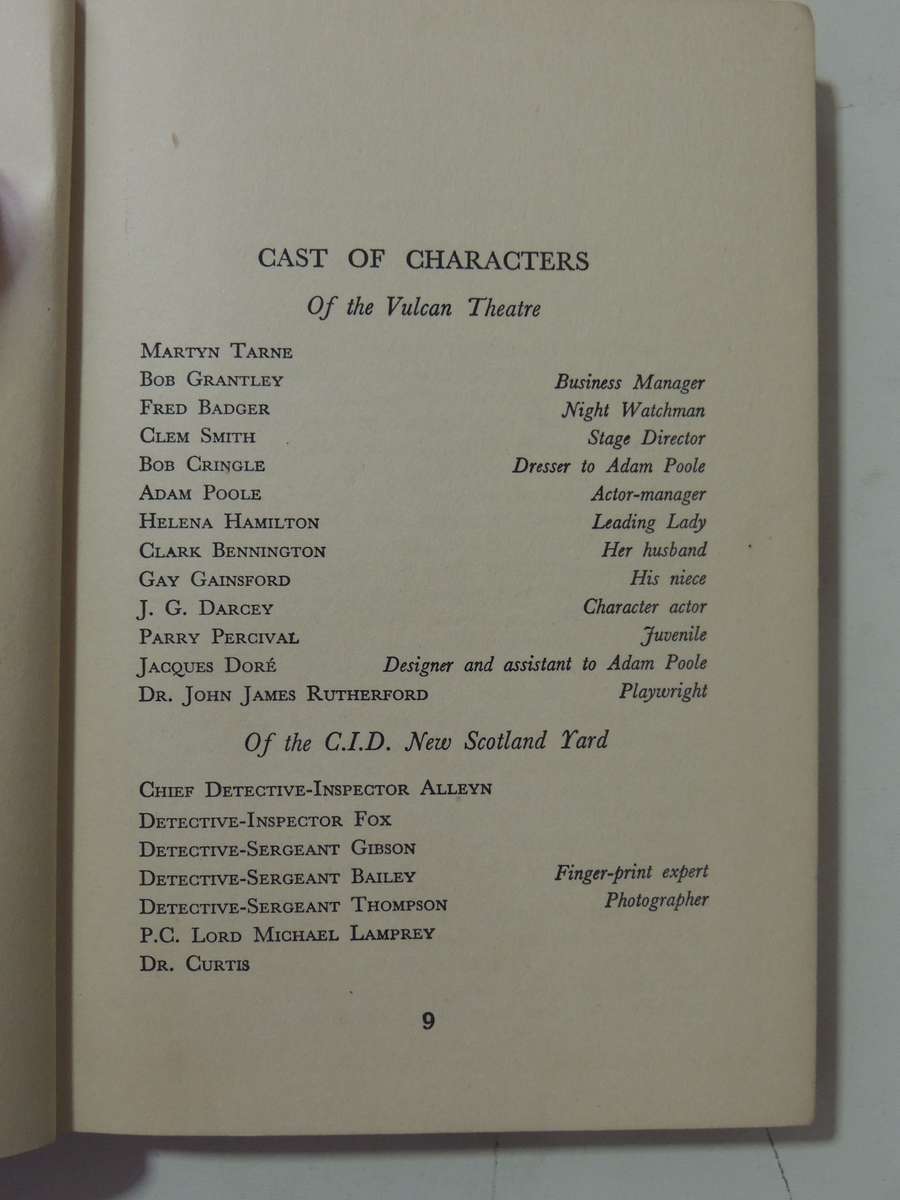 CAST OF CHARACTERS
Of the Vulcan Theatre
MARTYN TARNE
BOB GRANTLEY Business Manager
FRED BADGER Night Watchman
CLEM SMITH Stage Director
BOB CRINGLE Dresser to Adam Poole
ADAM POOLE Actor-manager
HELENA HAMILTON Leading Lady
CLARK BENNINGTON Her husband
GAY GAINSFORD His niece
J. G. DARCEY Character actor
PARRY PERCIVAL Juvenile
JACQUES DORÉ Designer and assistant to Adam Poole
DR. JOHN JAMES RUTHERFORD Playwright
Of the C.I.D. New Scotland Yard
CHIEF DETECTIVE-INSPECTOR ALLEYN
DETECTIVE-INSPECTOR FOX
DETECTIVE-SERGEANT GIBSON
DETECTIVE-SERGEANT BAILEY Finger-print expert
DETECTIVE-SERGEANT THOMPSON Photographer
P.C. LORD MICHAEL LAMPREY
DR. CURTIS
9